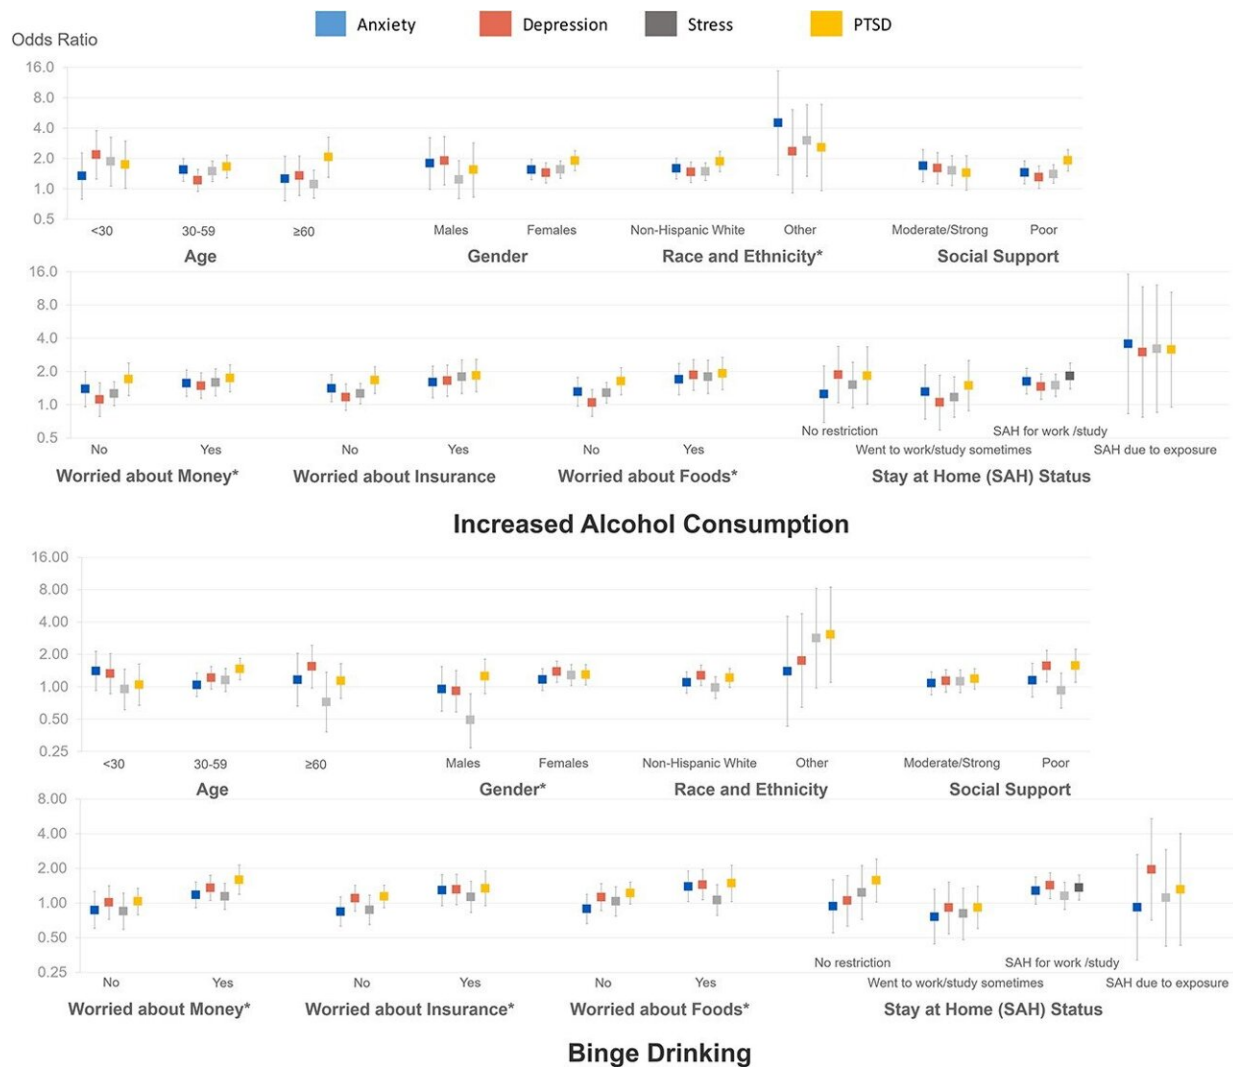 Anxiety Depression Stress PTSD
Odds Ratio
16.0
8.0
4.0
2.0
1.0
0.5
<30 30-59 ≥60 Males Females Non-Hispanic White Other Moderate/Strong Poor
Age Gender Race and Ethnicity* Social Support
16.0
8.0
4.0
2.0
1.0
0.5
No restriction SAH for work /study
No Yes No Yes No Yes Went to work/study sometimes SAH due to exposure
Worried about Money* Worried about Insurance Worried about Foods* Stay at Home (SAH) Status
Increased Alcohol Consumption
16.00
8.00
4.00
2.00
1.00
0.50
0.25
<30 30-59 ≥60 Males Females Non-Hispanic White Other Moderate/Strong Poor
Age Gender* Race and Ethnicity Social Support
8.00
4.00
2.00
1.00
0.50
0.25
No restriction SAH for work /study
No Yes No Yes No Yes Went to work/study sometimes SAH due to exposure
Worried about Money* Worried about Insurance* Worried about Foods* Stay at Home (SAH) Status
Binge Drinking